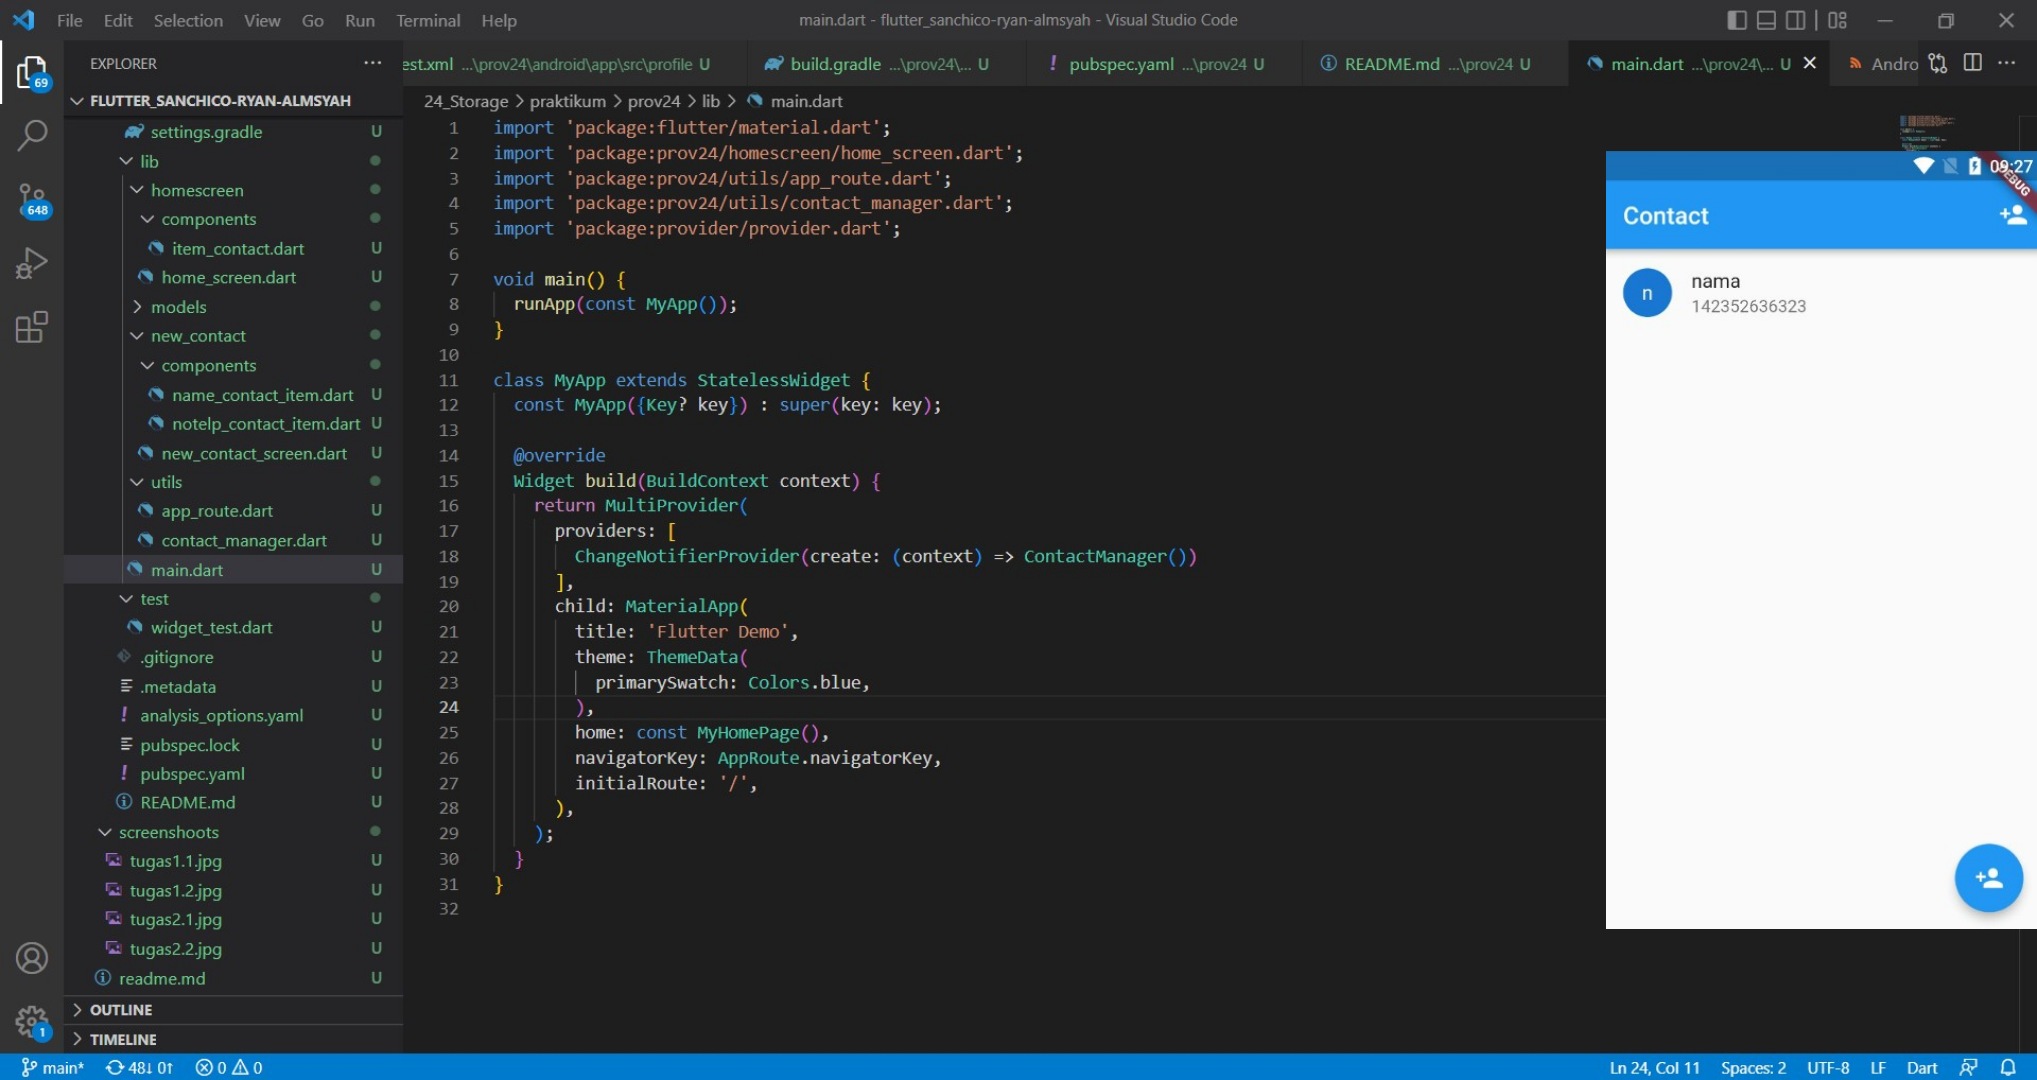 File Edit Selection View Go Run Terminal Help
main.dart - flutter_sanchico-ryan-almsyah - Visual Studio Code
69
648
1
EXPLORER
FLUTTER_SANCHICO-RYAN-ALMSYAH
settings.gradle U
lib
homescreen
components
item_contact.dart U
home_screen.dart U
models
new_contact
components
name_contact_item.dart U
notelp_contact_item.dart U
new_contact_screen.dart U
utils
app_route.dart U
contact_manager.dart U
main.dart U
test
widget_test.dart U
.gitignore U
.metadata U
analysis_options.yaml U
pubspec.lock U
pubspec.yaml U
README.md U
screenshoots
tugas1.1.jpg U
tugas1.2.jpg U
tugas2.1.jpg U
tugas2.2.jpg U
readme.md U
OUTLINE
TIMELINE
est.xml ...\prov24\android\app\src\profile U
build.gradle ...\prov24\... U
! pubspec.yaml ...\prov24 U
README.md ...\prov24 U
main.dart ...\prov24\... U
Andro
24_Storage > praktikum > prov24 > lib > main.dart
1 import 'package:flutter/material.dart';
2 import 'package:prov24/homescreen/home_screen.dart';
3 import 'package:prov24/utils/app_route.dart';
4 import 'package:prov24/utils/contact_manager.dart';
5 import 'package:provider/provider.dart';
6
7 void main() {
8 runApp(const MyApp());
9 }
10
11 class MyApp extends StatelessWidget {
12 const MyApp({Key? key}) : super(key: key);
13
14 @override
15 Widget build(BuildContext context) {
16 return MultiProvider(
17 providers: [
18 ChangeNotifierProvider(create: (context) => ContactManager())
19 ],
20 child: MaterialApp(
21 title: 'Flutter Demo',
22 theme: ThemeData(
23 primarySwatch: Colors.blue,
24 ),
25 home: const MyHomePage(),
26 navigatorKey: AppRoute.navigatorKey,
27 initialRoute: '/',
28 ),
29 );
30 }
31 }
32
09:27
DEBUG
Contact
n
nama
142352636323
main* 48↓ 0↑ 0 0
Ln 24, Col 11 Spaces: 2 UTF-8 LF Dart